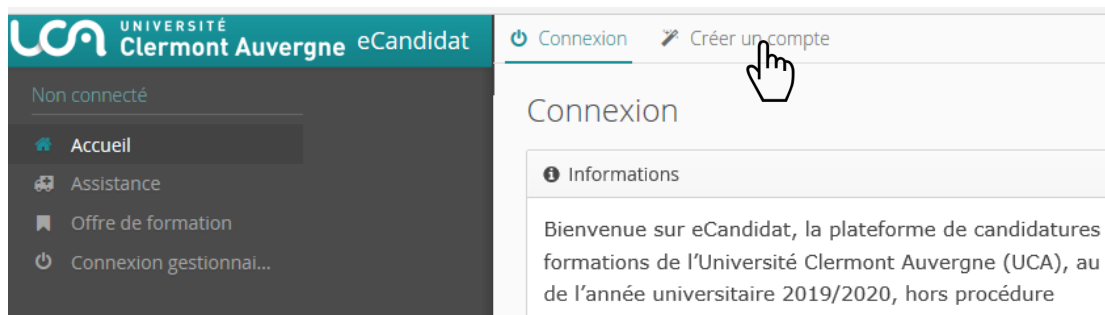 UCA UNIVERSITÉ
Clermont Auvergne eCandidat
Connexion Créer un compte
Non connecté
Accueil
Assistance
Offre de formation
Connexion gestionnai...
Connexion
Informations
Bienvenue sur eCandidat, la plateforme de candidatures
formations de l'Université Clermont Auvergne (UCA), au
de l'année universitaire 2019/2020, hors procédure